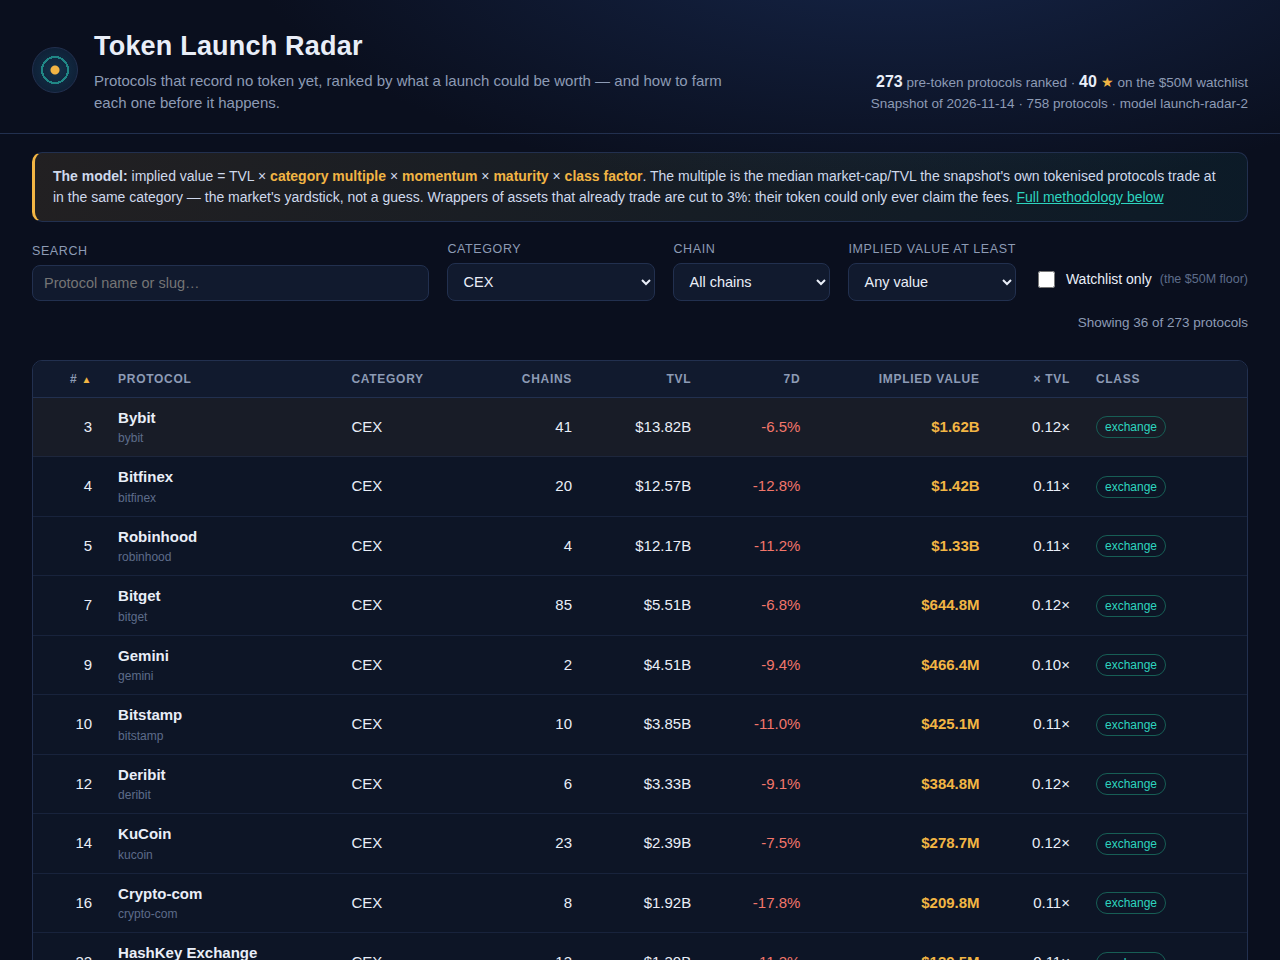 Token Launch Radar
Protocols that record no token yet, ranked by what a launch could be worth — and how to farm
each one before it happens.
273 pre-token protocols ranked · 40 ★ on the $50M watchlist
Snapshot of 2026-11-14 · 758 protocols · model launch-radar-2
The model: implied value = TVL × category multiple × momentum × maturity × class factor. The multiple is the median market-cap/TVL the snapshot's own tokenised protocols trade at
in the same category — the market's yardstick, not a guess. Wrappers of assets that already trade are cut to 3%: their token could only ever claim the fees. Full methodology below
SEARCH
Protocol name or slug…
CATEGORY
CEX
CHAIN
All chains
IMPLIED VALUE AT LEAST
Any value
Watchlist only (the $50M floor)
Showing 36 of 273 protocols
# ▲ PROTOCOL CATEGORY CHAINS TVL 7D IMPLIED VALUE × TVL CLASS
3 Bybit CEX 41 $13.82B -6.5% $1.62B 0.12× exchange
bybit
4 Bitfinex CEX 20 $12.57B -12.8% $1.42B 0.11× exchange
bitfinex
5 Robinhood CEX 4 $12.17B -11.2% $1.33B 0.11× exchange
robinhood
7 Bitget CEX 85 $5.51B -6.8% $644.8M 0.12× exchange
bitget
9 Gemini CEX 2 $4.51B -9.4% $466.4M 0.10× exchange
gemini
10 Bitstamp CEX 10 $3.85B -11.0% $425.1M 0.11× exchange
bitstamp
12 Deribit CEX 6 $3.33B -9.1% $384.8M 0.12× exchange
deribit
14 KuCoin CEX 23 $2.39B -7.5% $278.7M 0.12× exchange
kucoin
16 Crypto-com CEX 8 $1.92B -17.8% $209.8M 0.11× exchange
crypto-com
HashKey Exchange